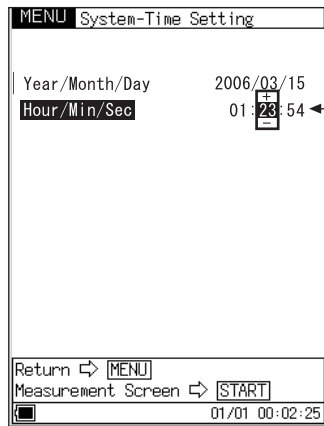 MENU System-Time Setting
Year/Month/Day 2006/03/15
+
Hour/Min/Sec 01:23:54
−
Return ⇨ MENU
Measurement Screen ⇨ START
01/01 00:02:25